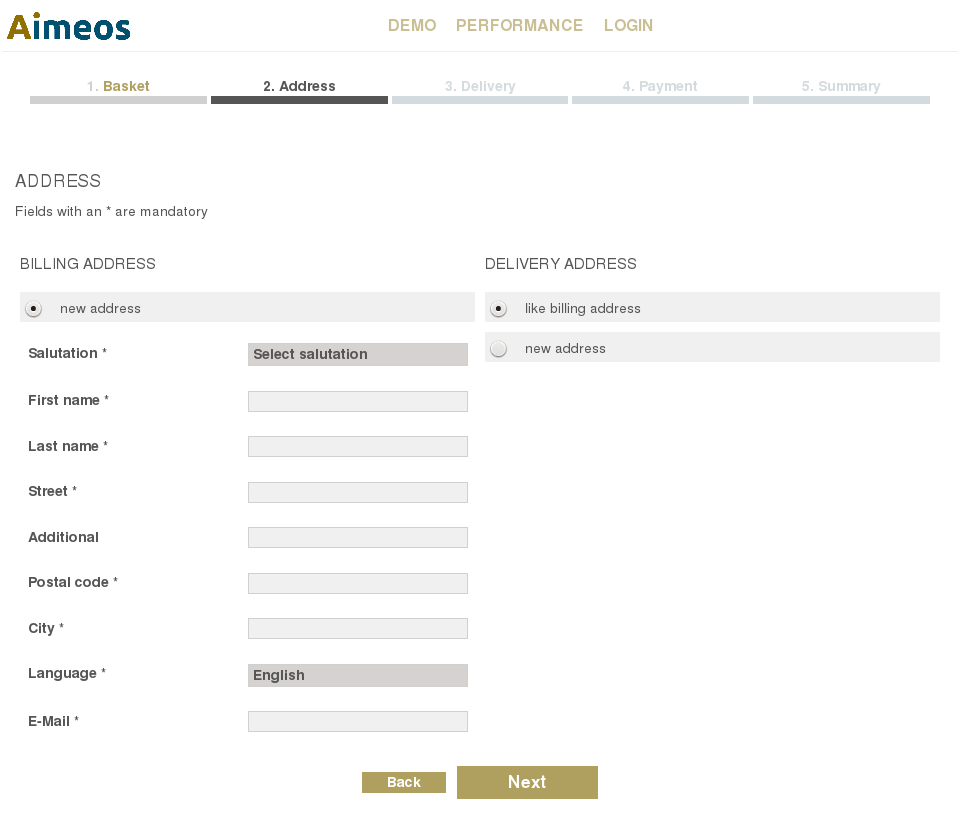 Aimeos
DEMO PERFORMANCE LOGIN
1. Basket
2. Address
3. Delivery
4. Payment
5. Summary
ADDRESS
Fields with an * are mandatory
BILLING ADDRESS
new address
Salutation * Select salutation
First name *
Last name *
Street *
Additional
Postal code *
City *
Language * English
E-Mail *
DELIVERY ADDRESS
like billing address
new address
Back
Next